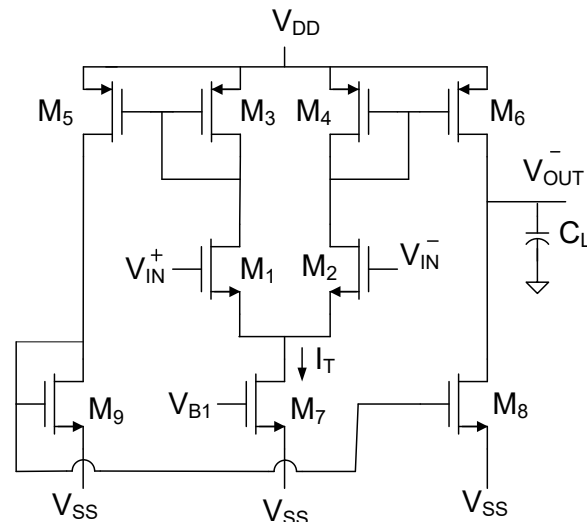 V_DD
M_5
M_3
M_4
M_6
V_OUT^-
C_L
V_IN^+
M_1
M_2
V_IN^-
I_T
M_9
V_B1
M_7
M_8
V_SS
V_SS
V_SS